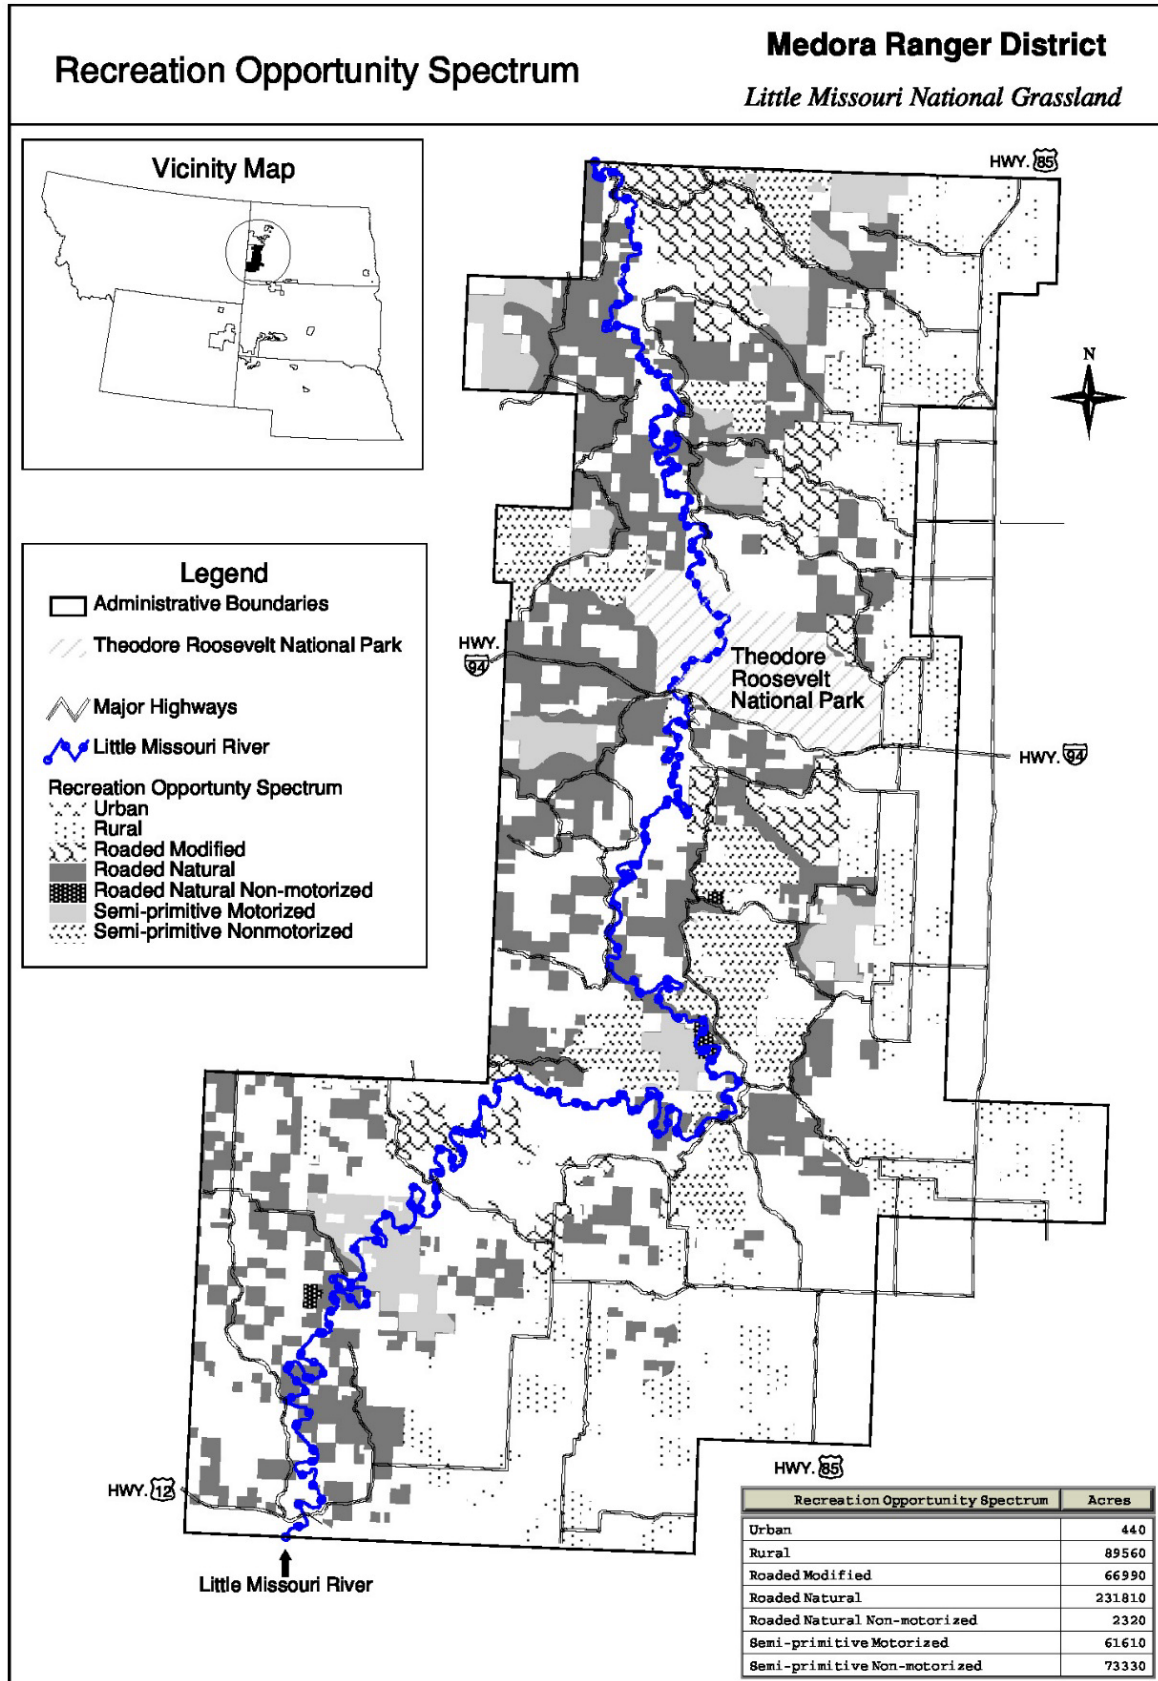 Recreation Opportunity Spectrum
Medora Ranger District
Little Missouri National Grassland
Vicinity Map
HWY. 85
N
Legend
Administrative Boundaries
Theodore Roosevelt National Park
Major Highways
Little Missouri River
Recreation Opportunty Spectrum
Urban
Rural
Roaded Modified
Roaded Natural
Roaded Natural Non-motorized
Semi-primitive Motorized
Semi-primitive Nonmotorized
HWY.
94
Theodore
Roosevelt
National Park
HWY. 94
HWY. 12
HWY. 85
Little Missouri River
Recreation Opportunity Spectrum Acres
Urban 440
Rural 89560
Roaded Modified 66990
Roaded Natural 231810
Roaded Natural Non-motorized 2320
Semi-primitive Motorized 61610
Semi-primitive Non-motorized 73330